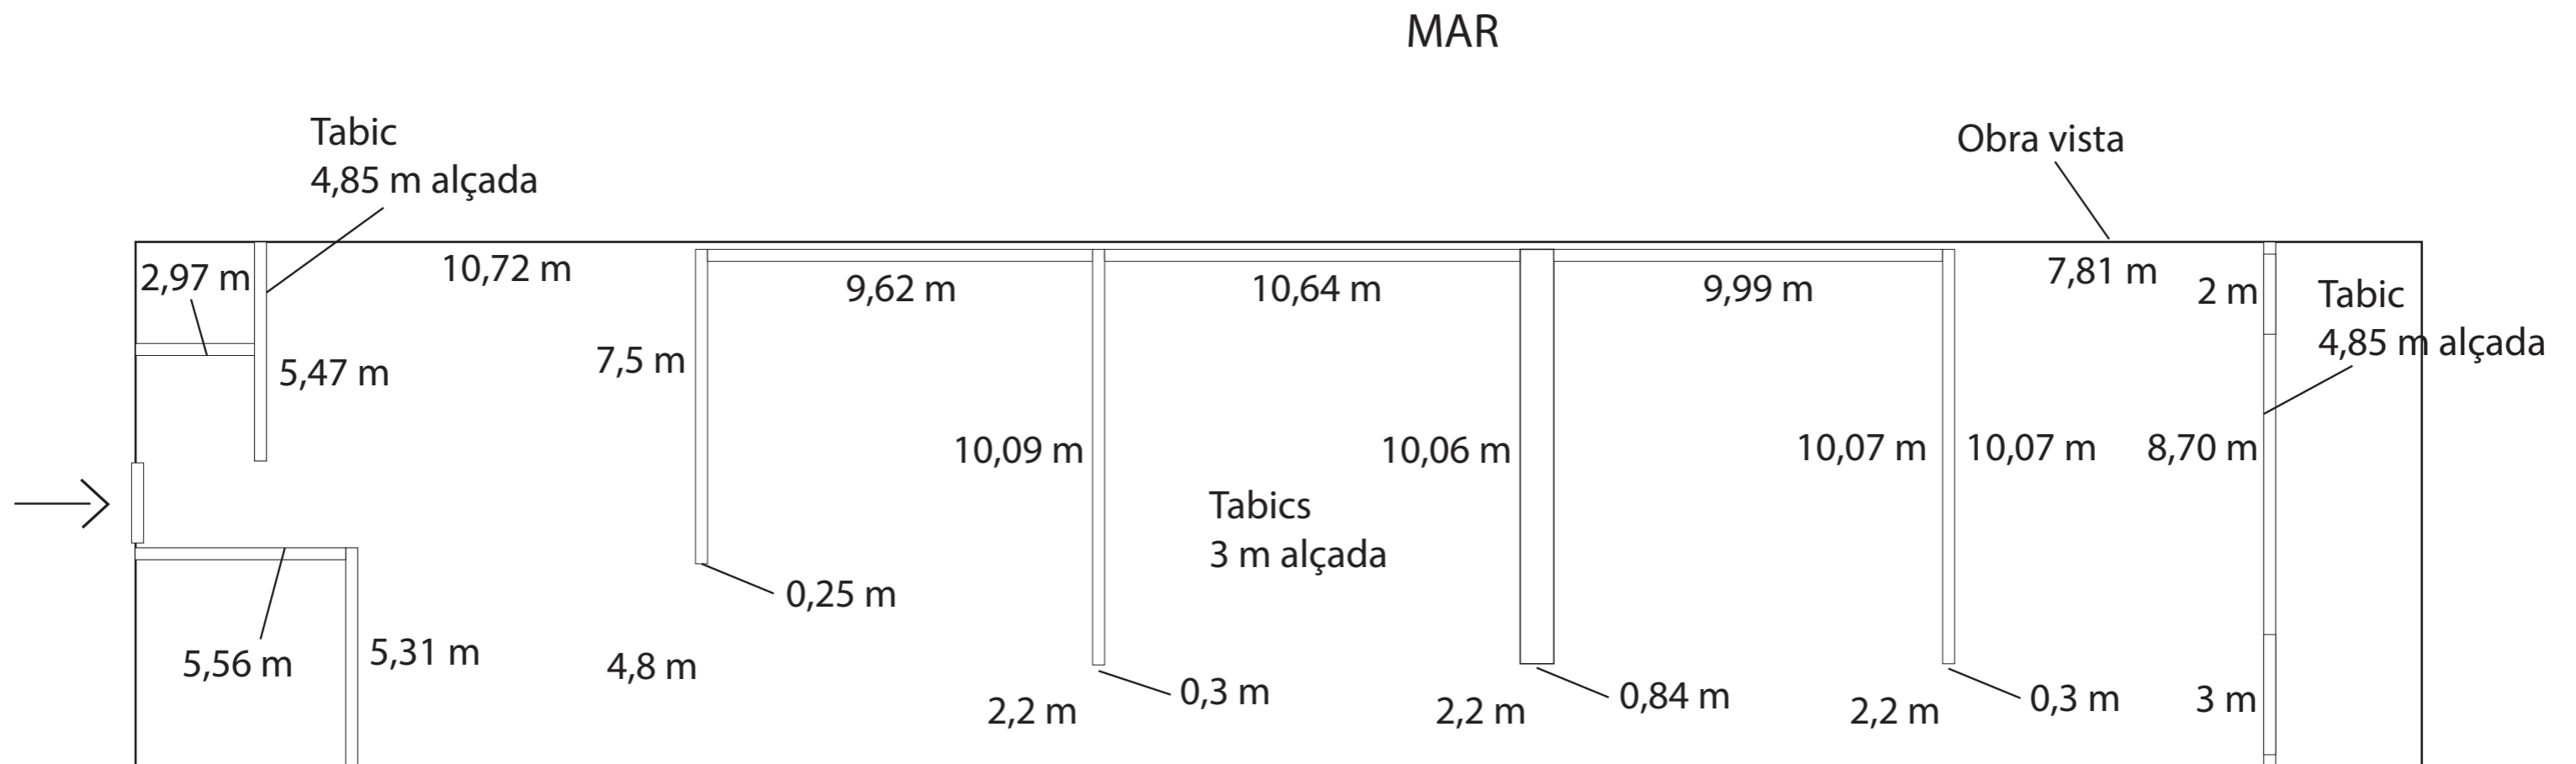 MAR
Tabic
4,85 m alçada
Obra vista
2,97 m
10,72 m
9,62 m
10,64 m
9,99 m
7,81 m
2 m
Tabic
4,85 m alçada
5,47 m
7,5 m
10,09 m
10,06 m
10,07 m
10,07 m
8,70 m
Tabics
3 m alçada
0,25 m
5,56 m
5,31 m
4,8 m
2,2 m
0,3 m
2,2 m
0,84 m
2,2 m
0,3 m
3 m